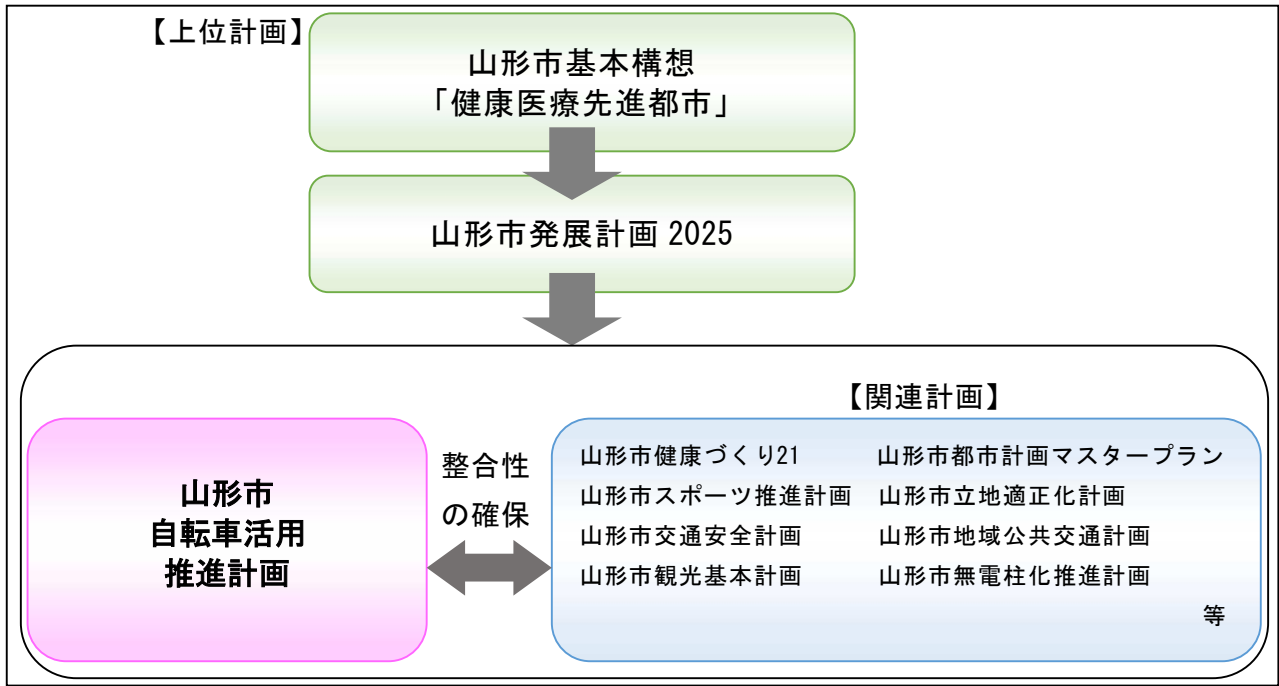 【上位計画】
山形市基本構想
「健康医療先進都市」
山形市発展計画 2025
【関連計画】
山形市
自転車活用
推進計画
整合性
の確保
山形市健康づくり21 山形市都市計画マスタープラン
山形市スポーツ推進計画 山形市立地適正化計画
山形市交通安全計画 山形市地域公共交通計画
山形市観光基本計画 山形市無電柱化推進計画
等